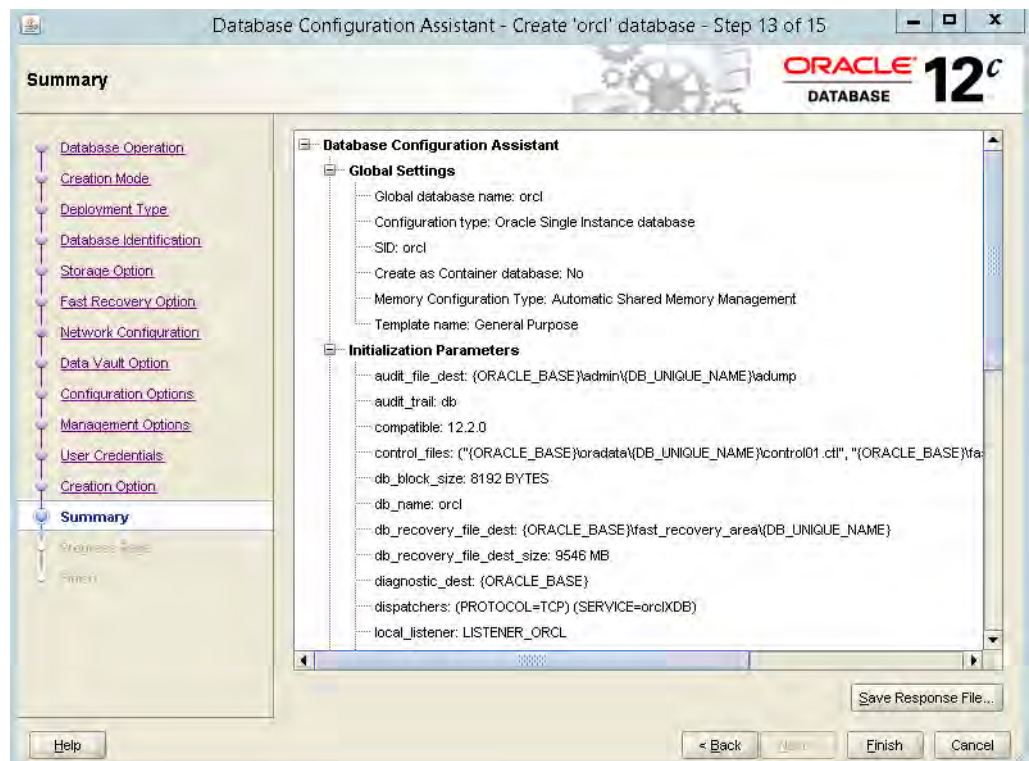 Database Configuration Assistant - Create 'orcl' database - Step 13 of 15
Summary
ORACLE
DATABASE
12c
Database Operation
Creation Mode
Deployment Type
Database Identification
Storage Option
Fast Recovery Option
Network Configuration
Data Vault Option
Configuration Options
Management Options
User Credentials
Creation Option
Summary
Progress Page
Finish
Database Configuration Assistant
Global Settings
Global database name: orcl
Configuration type: Oracle Single Instance database
SID: orcl
Create as Container database: No
Memory Configuration Type: Automatic Shared Memory Management
Template name: General Purpose
Initialization Parameters
audit_file_dest: {ORACLE_BASE}\admin\{DB_UNIQUE_NAME}\adump
audit_trail: db
compatible: 12.2.0
control_files: ("{ORACLE_BASE}\oradata\{DB_UNIQUE_NAME}\control01.ctl", "{ORACLE_BASE}\fa
db_block_size: 8192 BYTES
db_name: orcl
db_recovery_file_dest: {ORACLE_BASE}\fast_recovery_area\{DB_UNIQUE_NAME}
db_recovery_file_dest_size: 9546 MB
diagnostic_dest: {ORACLE_BASE}
dispatchers: (PROTOCOL=TCP) (SERVICE=orclXDB)
local_listener: LISTENER_ORCL
Save Response File...
Help
< Back
Next
Finish
Cancel